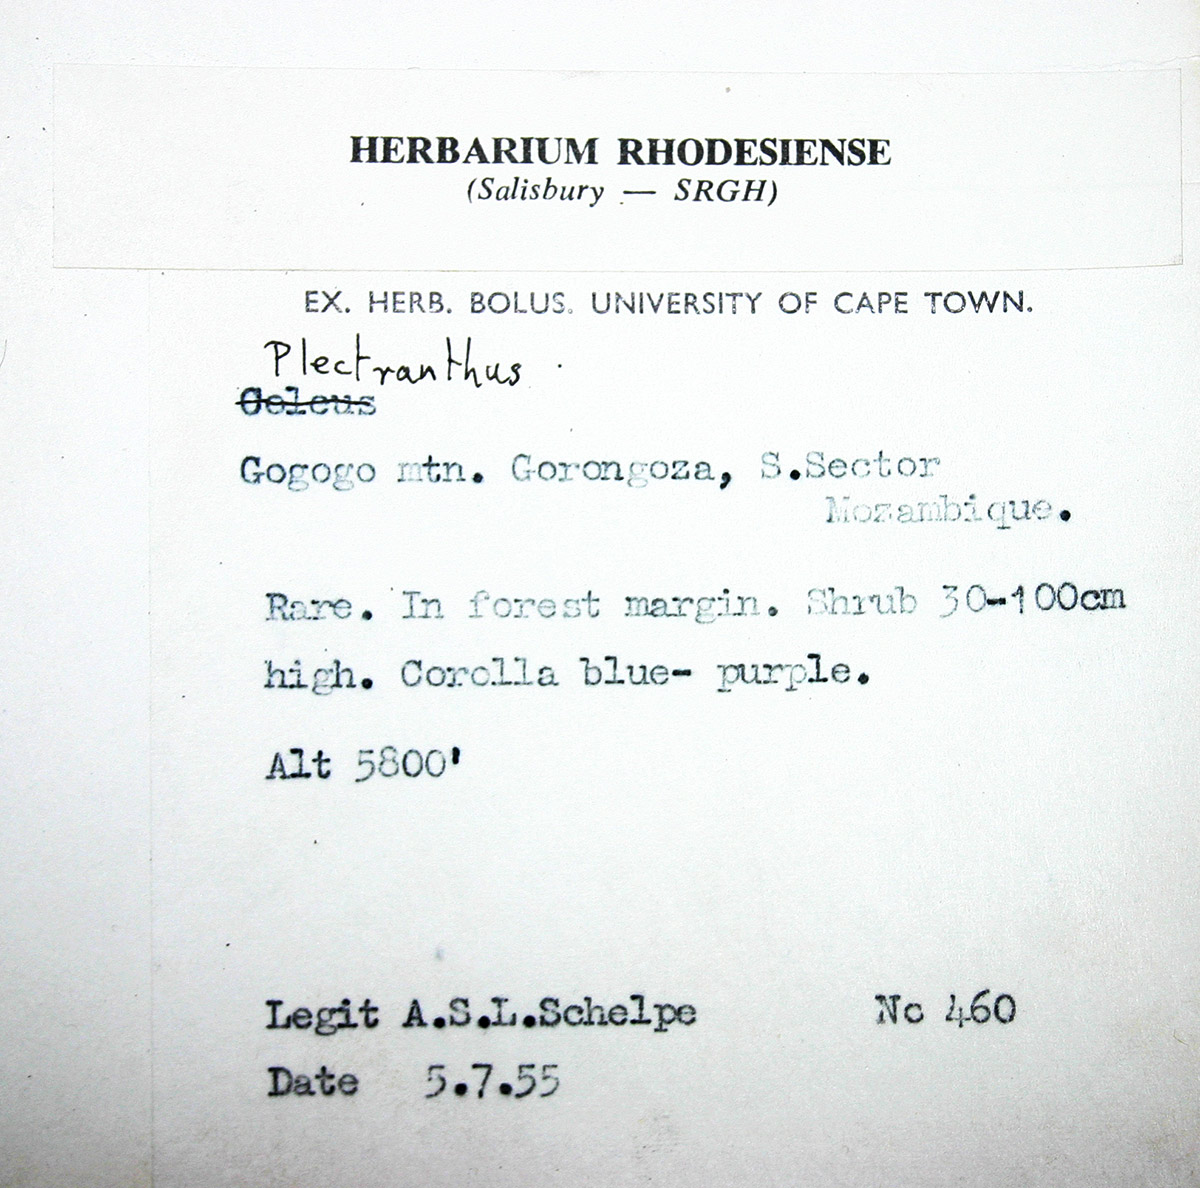 HERBARIUM RHODESIENSE
(Salisbury — SRGH)
EX. HERB. BOLUS. UNIVERSITY OF CAPE TOWN.
Plectranthus
Coleus
Gogogo mtn. Gorongoza, S.Sector
Mozambique.
Rare. In forest margin. Shrub 30-100cm
high. Corolla blue- purple.
Alt 5800'
Legit A.S.L.Schelpe No 460
Date 5.7.55